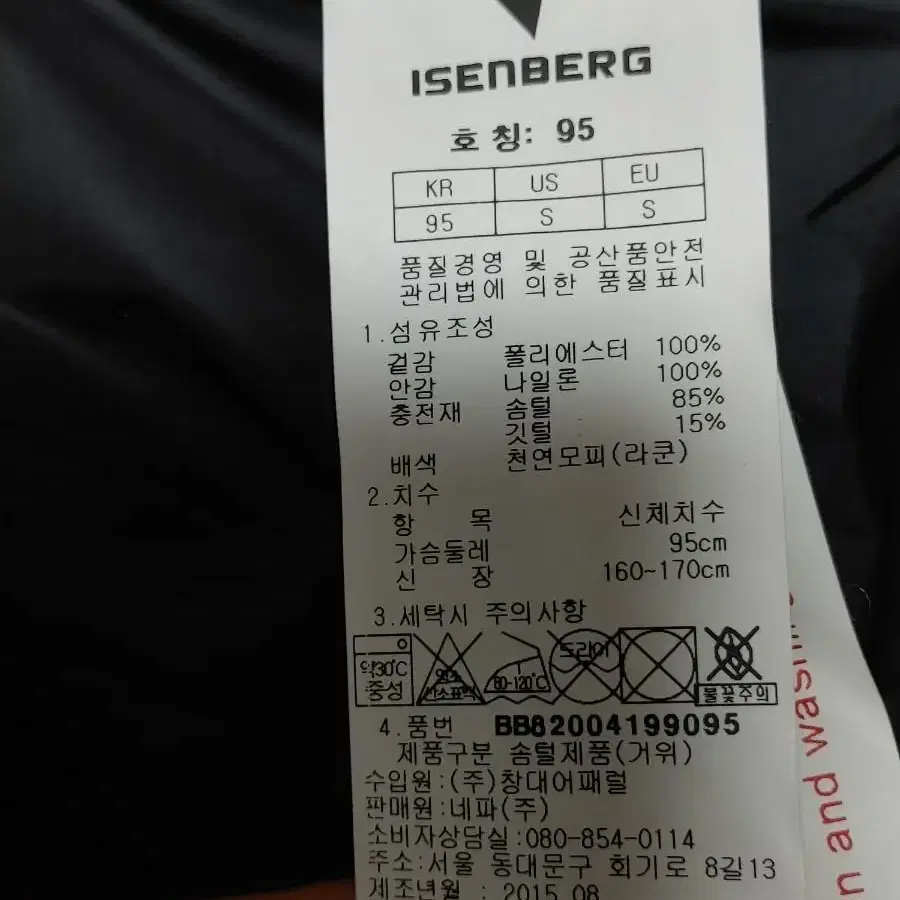 ISENBERG
호 칭: 95
KR US EU
95 S S
품질경영 및 공산품안전
관리법에 의한 품질표시
1.섬유조성
겉감 폴리에스터 100%
안감 나일론 100%
충전재 솜털 85%
깃털 15%
배색 천연모피(라쿤)
2.치수
항 목 신체치수
가슴둘레 95cm
신 장 160~170cm
3.세탁시 주의사항
약30℃ 중성
염소 산소표백
80-120℃
드라이
불꽃주의
4.품번 BB82004199095
제품구분 솜털제품(거위)
수입원:(주)창대어패럴
판매원:네파(주)
소비자상담실:080-854-0114
주소:서울 동대문구 회기로 8길13
제조년월 : 2015.08
and wash